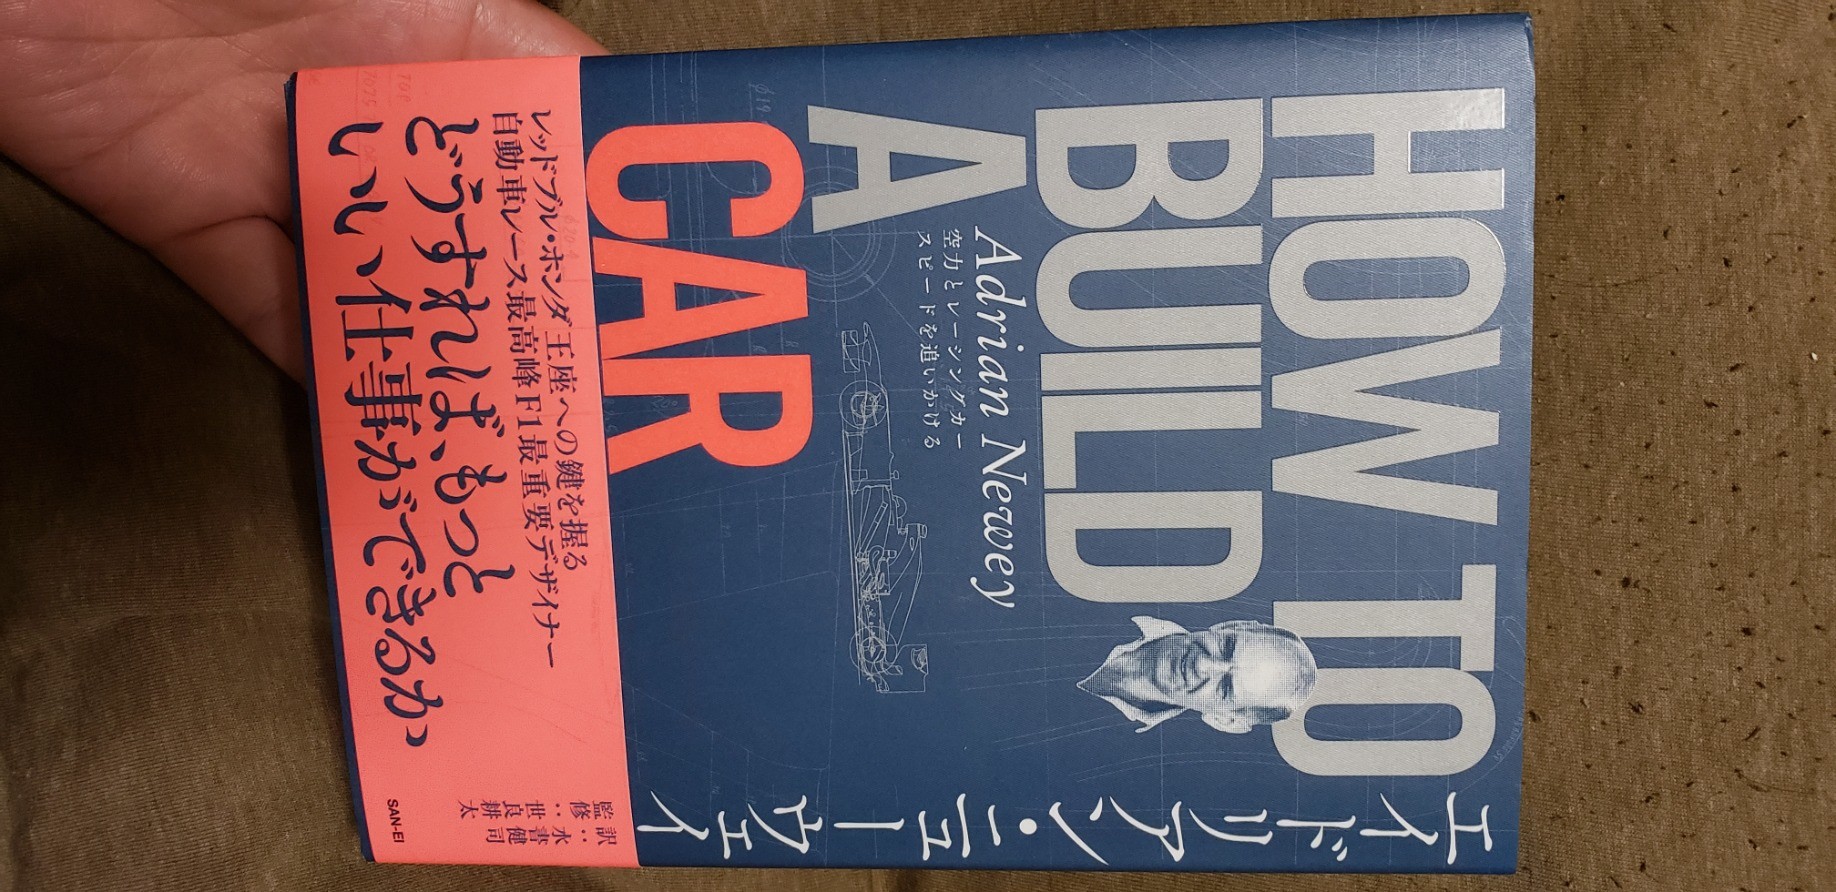 HOW TO
BUILD
A
CAR
Adrian Newey
空力とレーシングカー
スピードを追いかける
エイドリアン・ニューウェイ
レッドブル・ホンダ 王座への鍵を握る
自動車レース最高峰F1最重要デザイナー
どうすれば、もっと
いい仕事ができるか
訳:水書健司
監修:世良耕太
SAN-EI